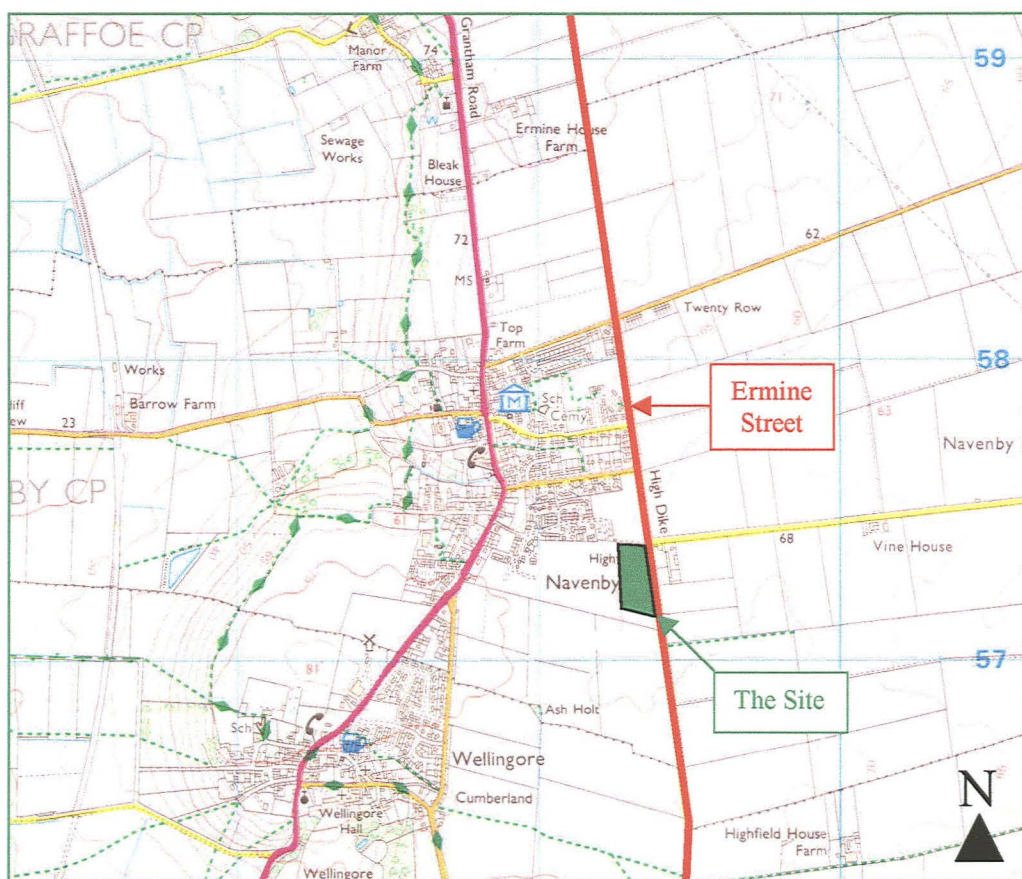 GRAFFOE CP
74
Manor
Farm
Grantham Road
59
71
Sewage
Works
W
Ermine House
Farm
Bleak
House
72
62
MS
Twenty Row
Top
Farm
58
Works
Barrow Farm
M
Sch
Cemy
Ermine
Street
63
23
Navenby
BY CP
High Dike
61
68
High
Vine House
Navenby
57
18
The Site
Sch
Ash Holt
Wellingore
Cumberland
N
Wellingore
Hall
Highfield House
Farm
Wellingore